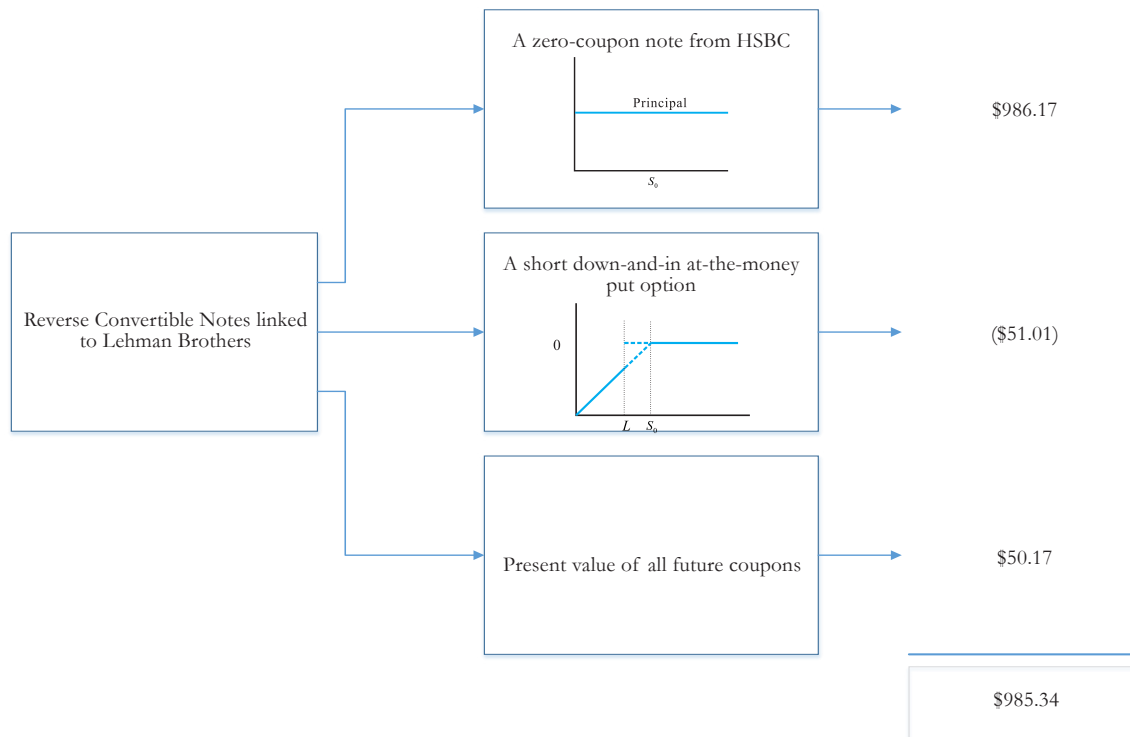 Reverse Convertible Notes linked
to Lehman Brothers
A zero-coupon note from HSBC
Principal
S₀
$986.17
A short down-and-in at-the-money
put option
0
L
S₀
($51.01)
Present value of all future coupons
$50.17
$985.34